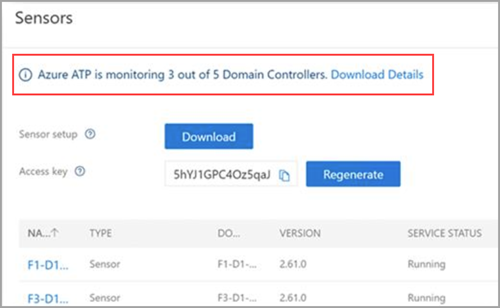 Sensors
Azure ATP is monitoring 3 out of 5 Domain Controllers. Download Details
Sensor setup Download
Access key 5hYJ1GPC4Oz5qaJ Regenerate
NA...↑ TYPE DO... VERSION SERVICE STATUS
F1-D1... Sensor F1-D1-... 2.61.0 Running
F3-D1... Sensor F3-D1-... 2.61.0 Running